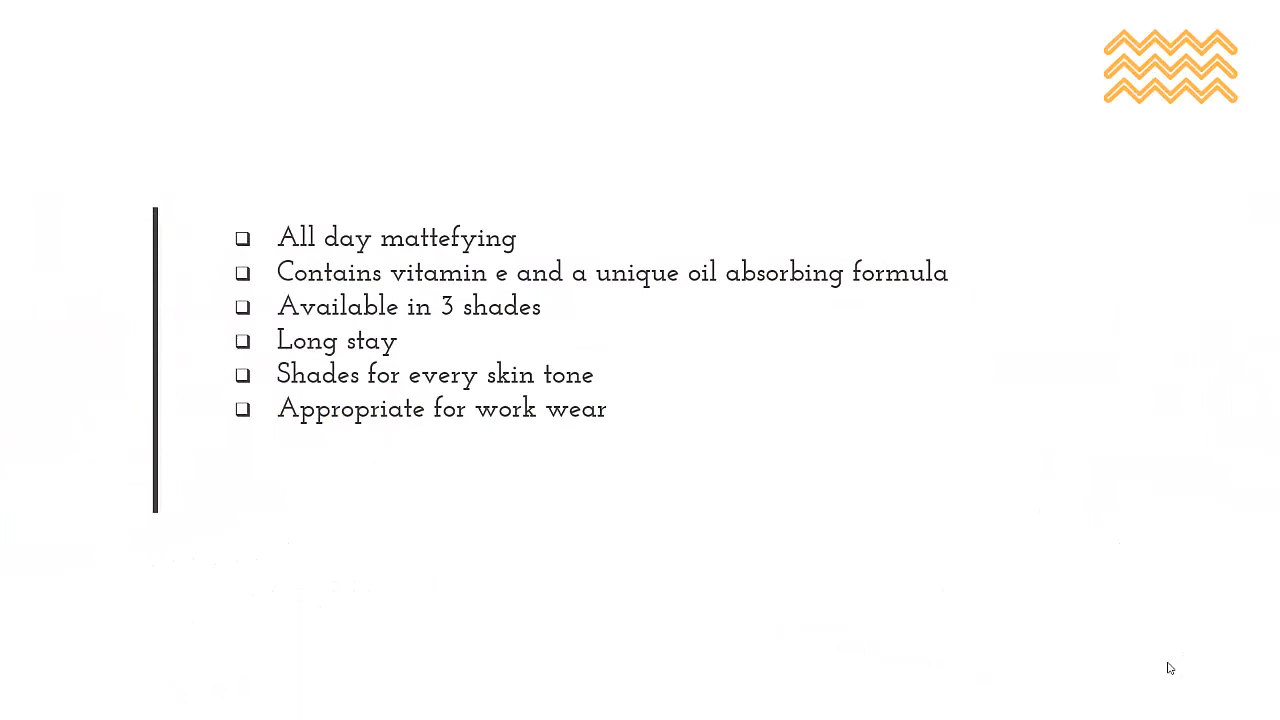 All day mattefying
Contains vitamin e and a unique oil absorbing formula
Available in 3 shades
Long stay
Shades for every skin tone
Appropriate for work wear